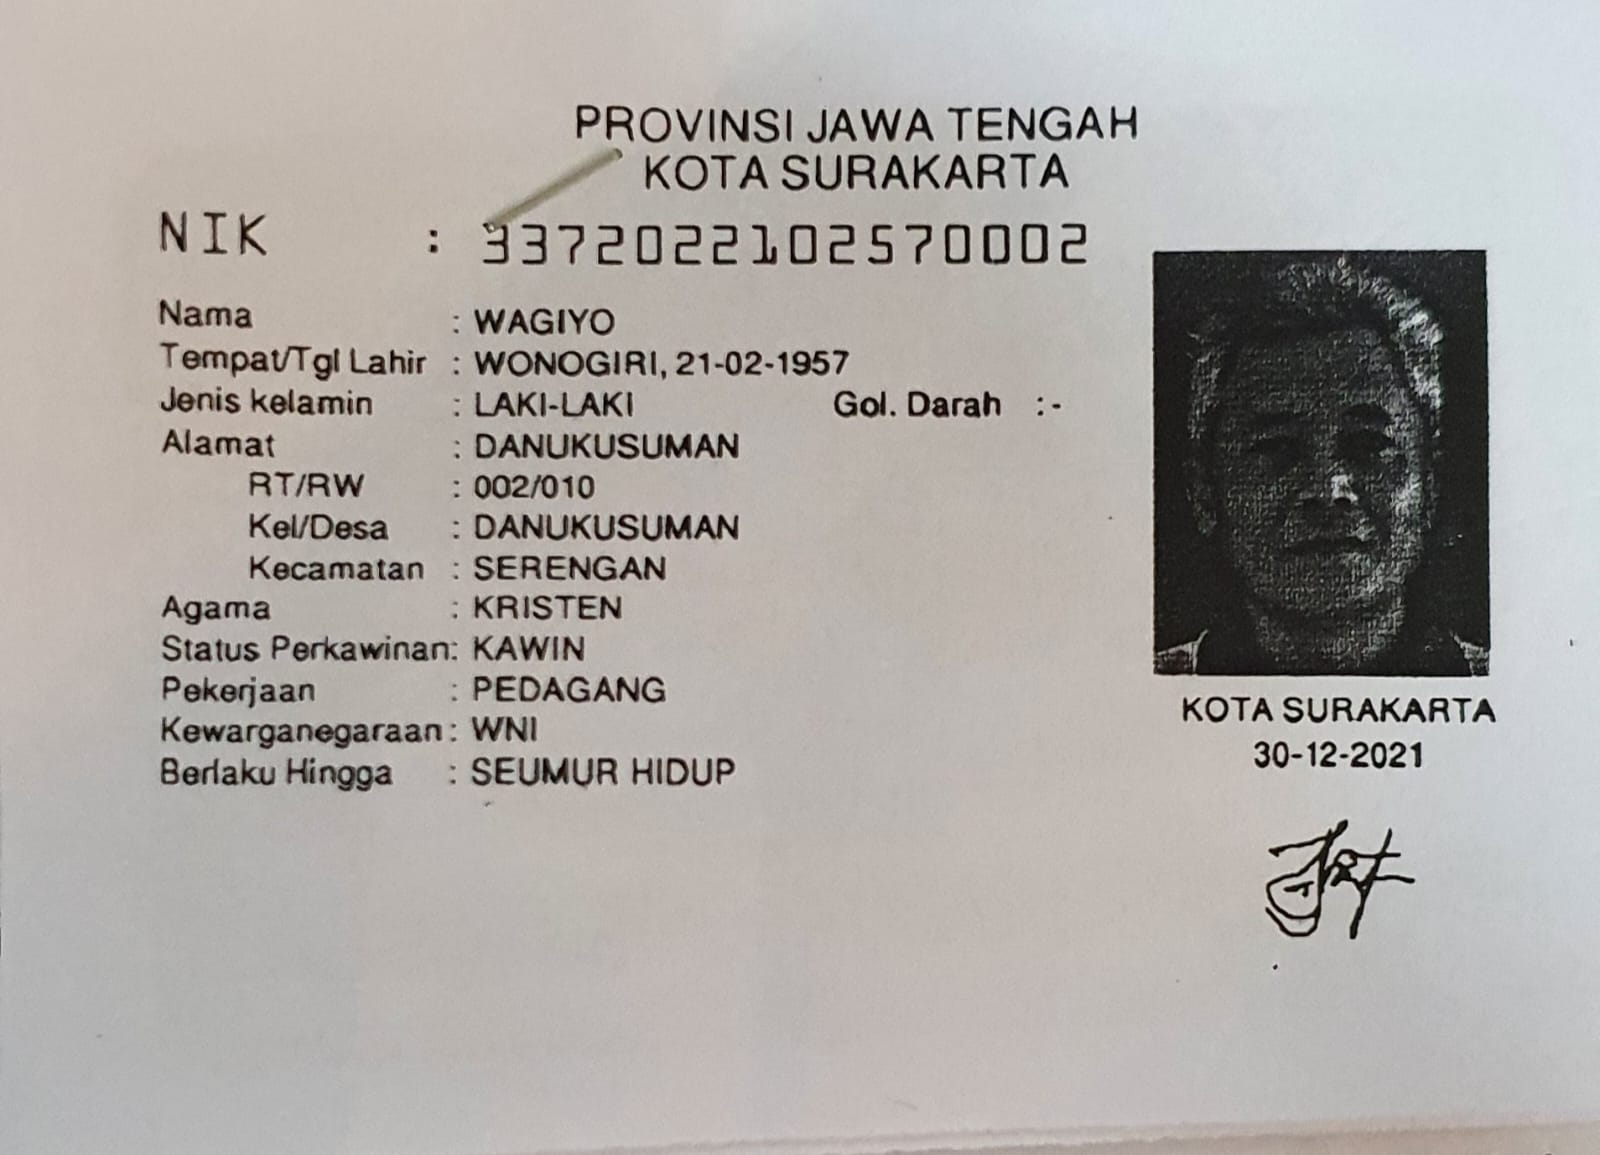 PROVINSI JAWA TENGAH
KOTA SURAKARTA
NIK : 3372022102570002
Nama : WAGIYO
Tempat/Tgl Lahir : WONOGIRI, 21-02-1957
Jenis kelamin : LAKI-LAKI Gol. Darah : -
Alamat : DANUKUSUMAN
RT/RW : 002/010
Kel/Desa : DANUKUSUMAN
Kecamatan : SERENGAN
Agama : KRISTEN
Status Perkawinan: KAWIN
Pekerjaan : PEDAGANG
Kewarganegaraan : WNI
Berlaku Hingga : SEUMUR HIDUP
KOTA SURAKARTA
30-12-2021